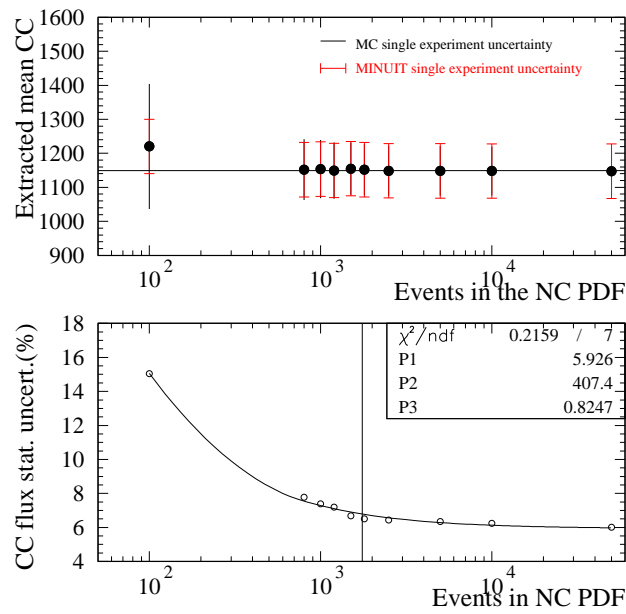 Extracted mean CC
1600
1500
1400
1300
1200
1100
1000
900
MC single experiment uncertainty
MINUIT single experiment uncertainty
10² 10³ 10⁴
Events in the NC PDF
CC flux stat. uncert.(%)
18
16
14
12
10
8
6
4
χ²/ndf 0.2159 / 7
P1 5.926
P2 407.4
P3 0.8247
10² 10³ 10⁴
Events in NC PDF